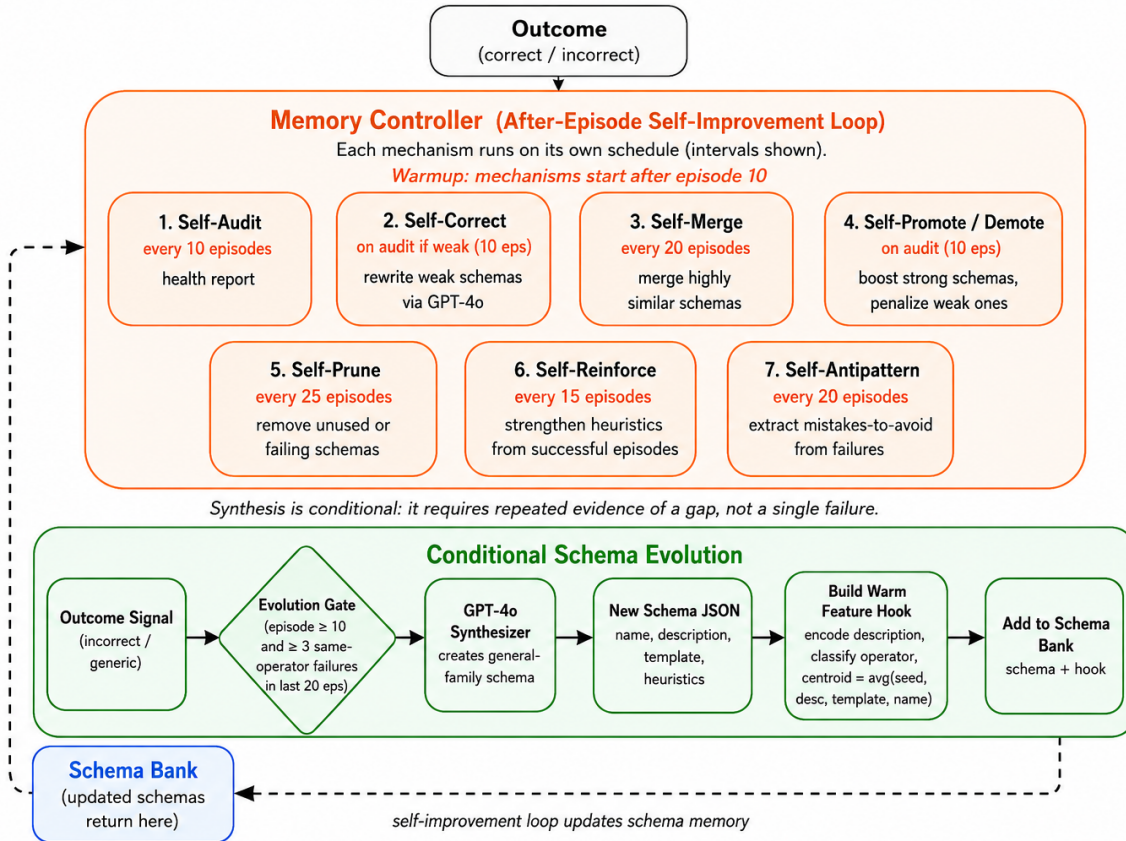 Outcome
(correct / incorrect)
Memory Controller (After-Episode Self-Improvement Loop)
Each mechanism runs on its own schedule (intervals shown).
Warmup: mechanisms start after episode 10
1. Self-Audit
every 10 episodes
health report
2. Self-Correct
on audit if weak (10 eps)
rewrite weak schemas
via GPT-4o
3. Self-Merge
every 20 episodes
merge highly
similar schemas
4. Self-Promote / Demote
on audit (10 eps)
boost strong schemas,
penalize weak ones
5. Self-Prune
every 25 episodes
remove unused or
failing schemas
6. Self-Reinforce
every 15 episodes
strengthen heuristics
from successful episodes
7. Self-Antipattern
every 20 episodes
extract mistakes-to-avoid
from failures
Synthesis is conditional: it requires repeated evidence of a gap, not a single failure.
Conditional Schema Evolution
Outcome Signal
(incorrect /
generic)
Evolution Gate
(episode ≥ 10
and ≥ 3 same-
operator failures
in last 20 eps)
GPT-4o
Synthesizer
creates general-
family schema
New Schema JSON
name, description,
template,
heuristics
Build Warm
Feature Hook
encode description,
classify operator,
centroid = avg(seed,
desc, template, name)
Add to Schema
Bank
schema + hook
Schema Bank
(updated schemas
return here)
self-improvement loop updates schema memory